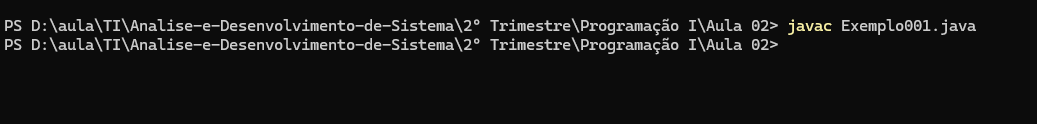 PS D:\aula\TI\Analise-e-Desenvolvimento-de-Sistema\2° Trimestre\Programação I\Aula 02> javac Exemplo001.java
PS D:\aula\TI\Analise-e-Desenvolvimento-de-Sistema\2° Trimestre\Programação I\Aula 02>